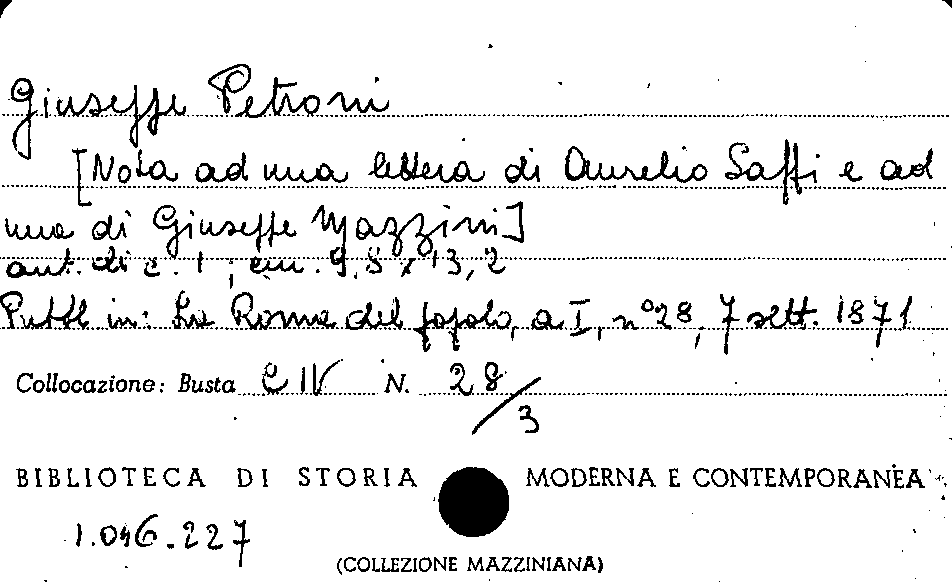 Giuseppe Petroni
[Nota ad una lettera di Aurelio Saffi e ad
una di Giuseppe Mazzini]
aut. di c. 1 ; cm. 9,5 x 13,2
Pubbl. in: La Roma del popolo, a I, n° 28, 7 sett. 1871
Collocazione: Busta C IV N. 28/3
BIBLIOTECA DI STORIA MODERNA E CONTEMPORANEA
1.046.227
(COLLEZIONE MAZZINIANA)